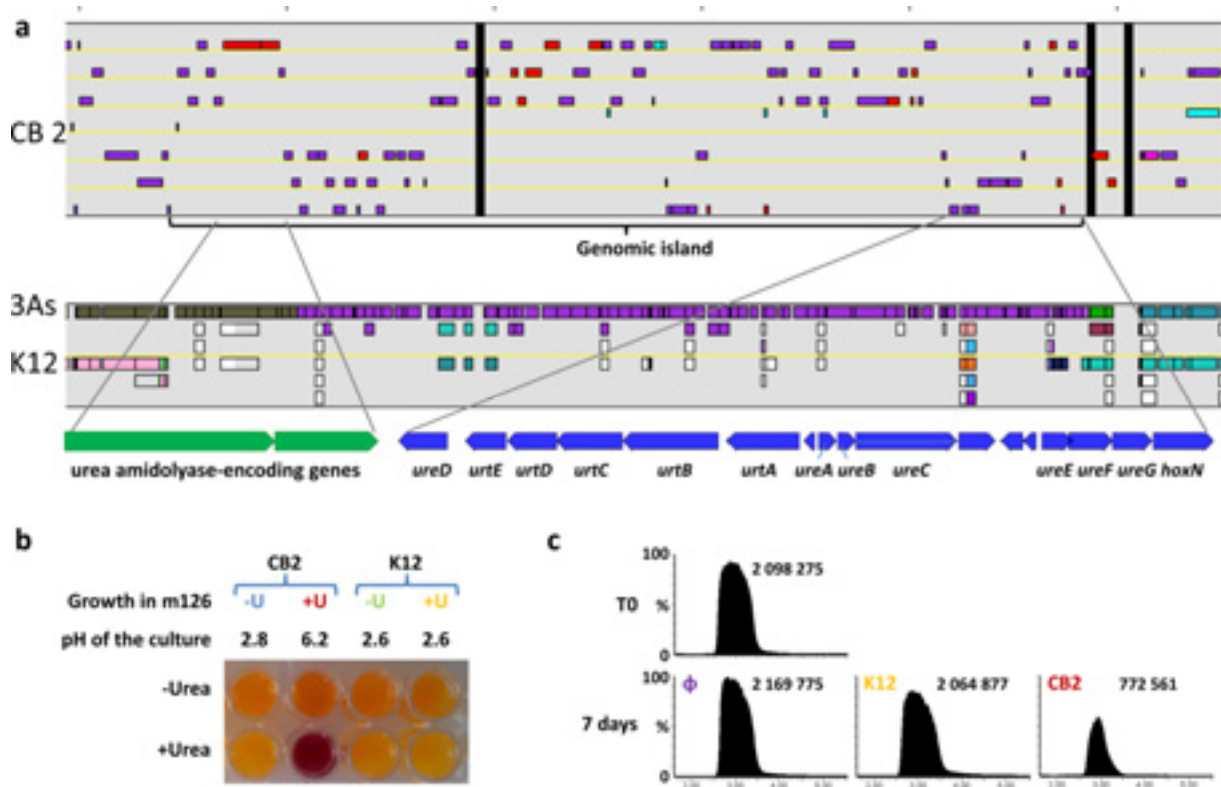 a
CB 2
Genomic island
3As
K12
urea amidolyase-encoding genes
ureD urtE urtD urtC urtB urtA ureA ureB ureC ureE ureF ureG hoxN
b
CB2 K12
Growth in m126 -U +U -U +U
pH of the culture 2.8 6.2 2.6 2.6
-Urea
+Urea
c
100 2 098 275
T0 %
0
100 ϕ 2 169 775 K12 2 064 877 CB2 772 561
7 days % % %
0